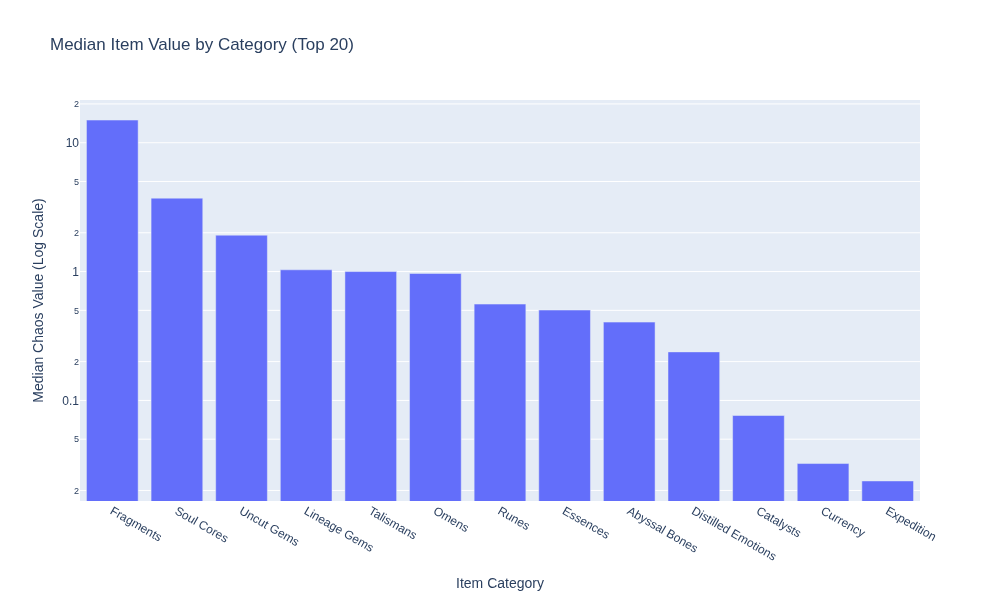 Median Item Value by Category (Top 20)
Median Chaos Value (Log Scale)
2
10
5
2
1
5
2
0.1
5
2
Fragments
Soul Cores
Uncut Gems
Lineage Gems
Talismans
Omens
Runes
Essences
Abyssal Bones
Distilled Emotions
Catalysts
Currency
Expedition
Item Category